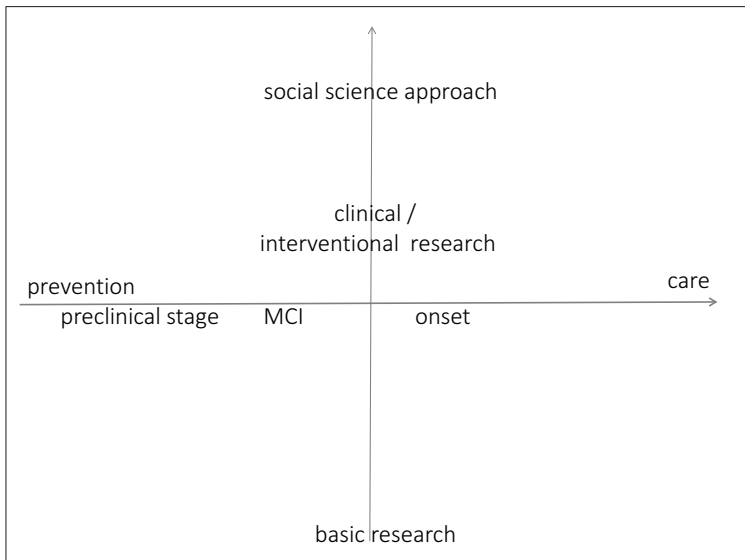 social science approach
clinical /
interventional research
prevention
care
preclinical stage MCI onset
basic research